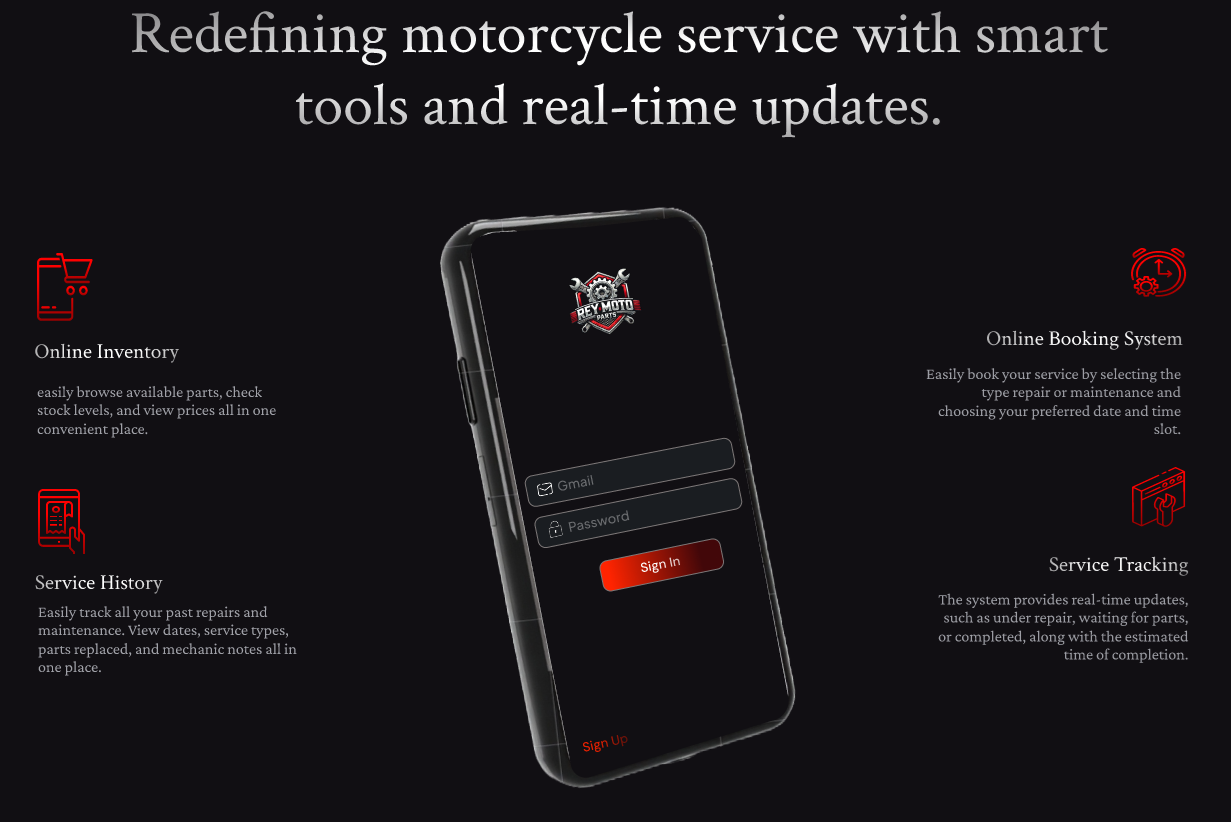 Redefining motorcycle service with smart
tools and real-time updates.
Online Inventory
easily browse available parts, check
stock levels, and view prices all in one
convenient place.
Service History
Easily track all your past repairs and
maintenance. View dates, service types,
parts replaced, and mechanic notes all in
one place.
REY MOTO
PARTS
Gmail
Password
Sign In
Sign Up
Online Booking System
Easily book your service by selecting the
type repair or maintenance and
choosing your preferred date and time
slot.
Service Tracking
The system provides real-time updates,
such as under repair, waiting for parts,
or completed, along with the estimated
time of completion.